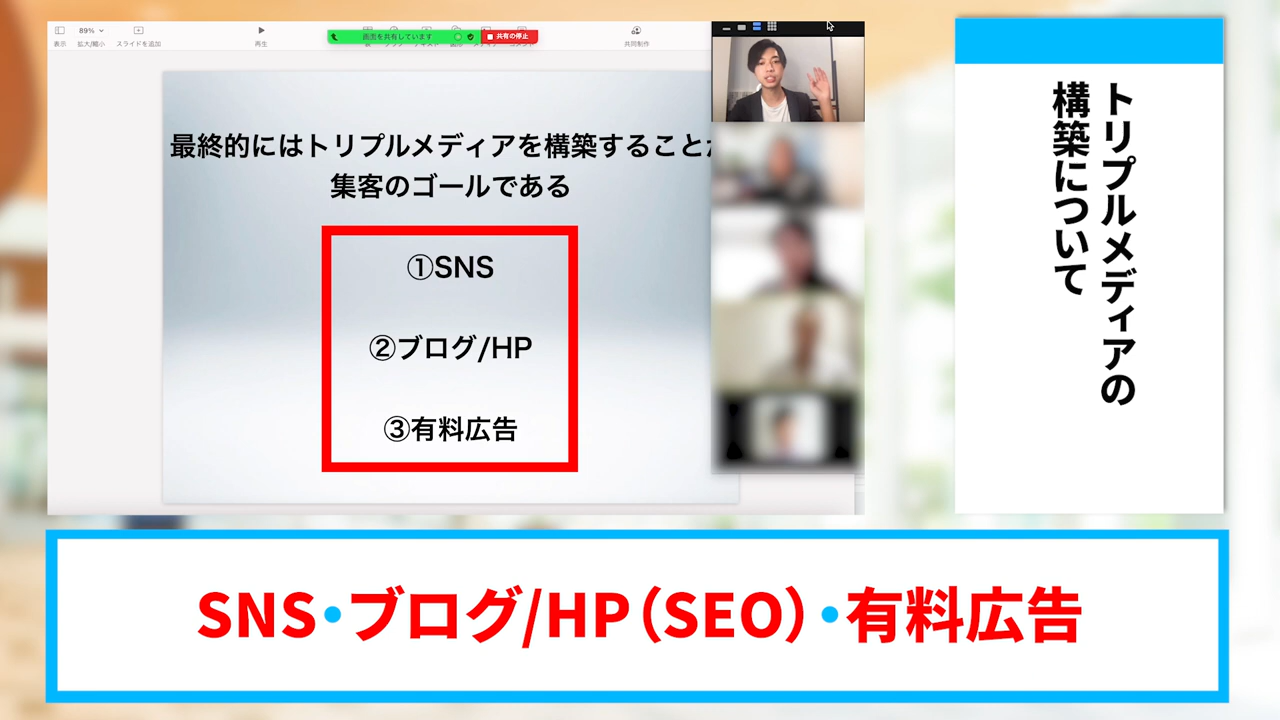 89%
表示
拡大/縮小
スライドを追加
再生
画面を共有しています
共有の停止
共同制作
最終的にはトリプルメディアを構築すること
集客のゴールである
①SNS
②ブログ/HP
③有料広告
トリプルメディアの
構築について
SNS・ブログ/HP（SEO）・有料広告